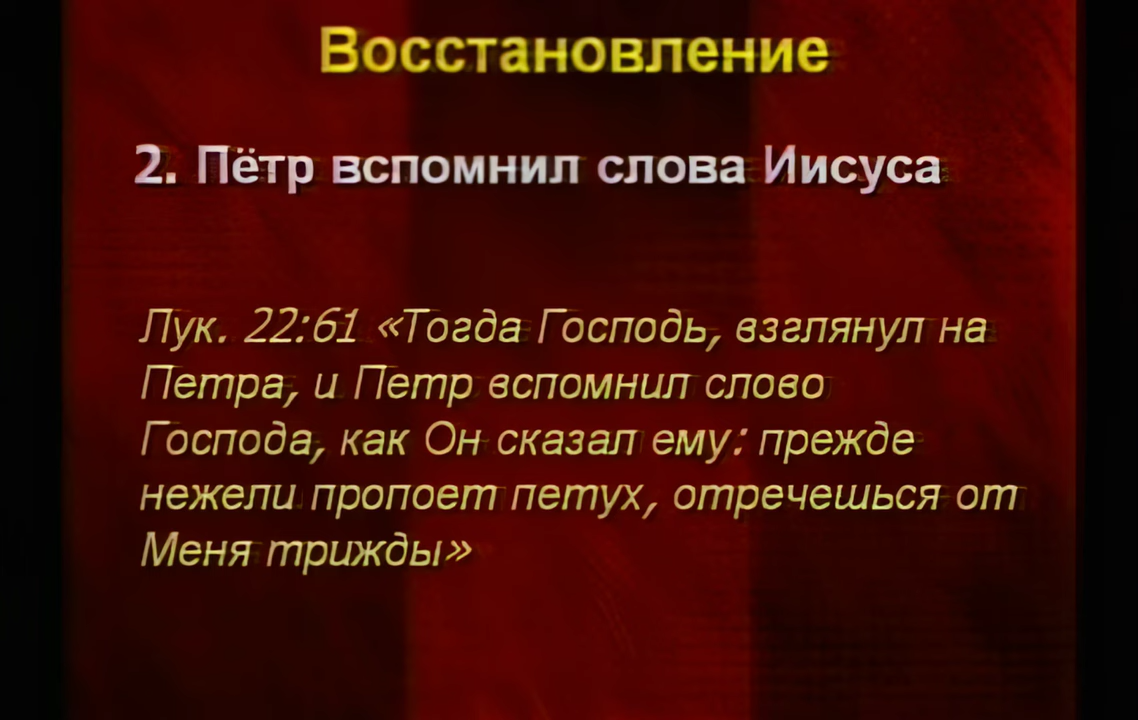 Восстановление
2. Пётр вспомнил слова Иисуса
Лук. 22:61 «Тогда Господь, взглянул на
Петра, и Петр вспомнил слово
Господа, как Он сказал ему: прежде
нежели пропоет петух, отречешься от
Меня трижды»